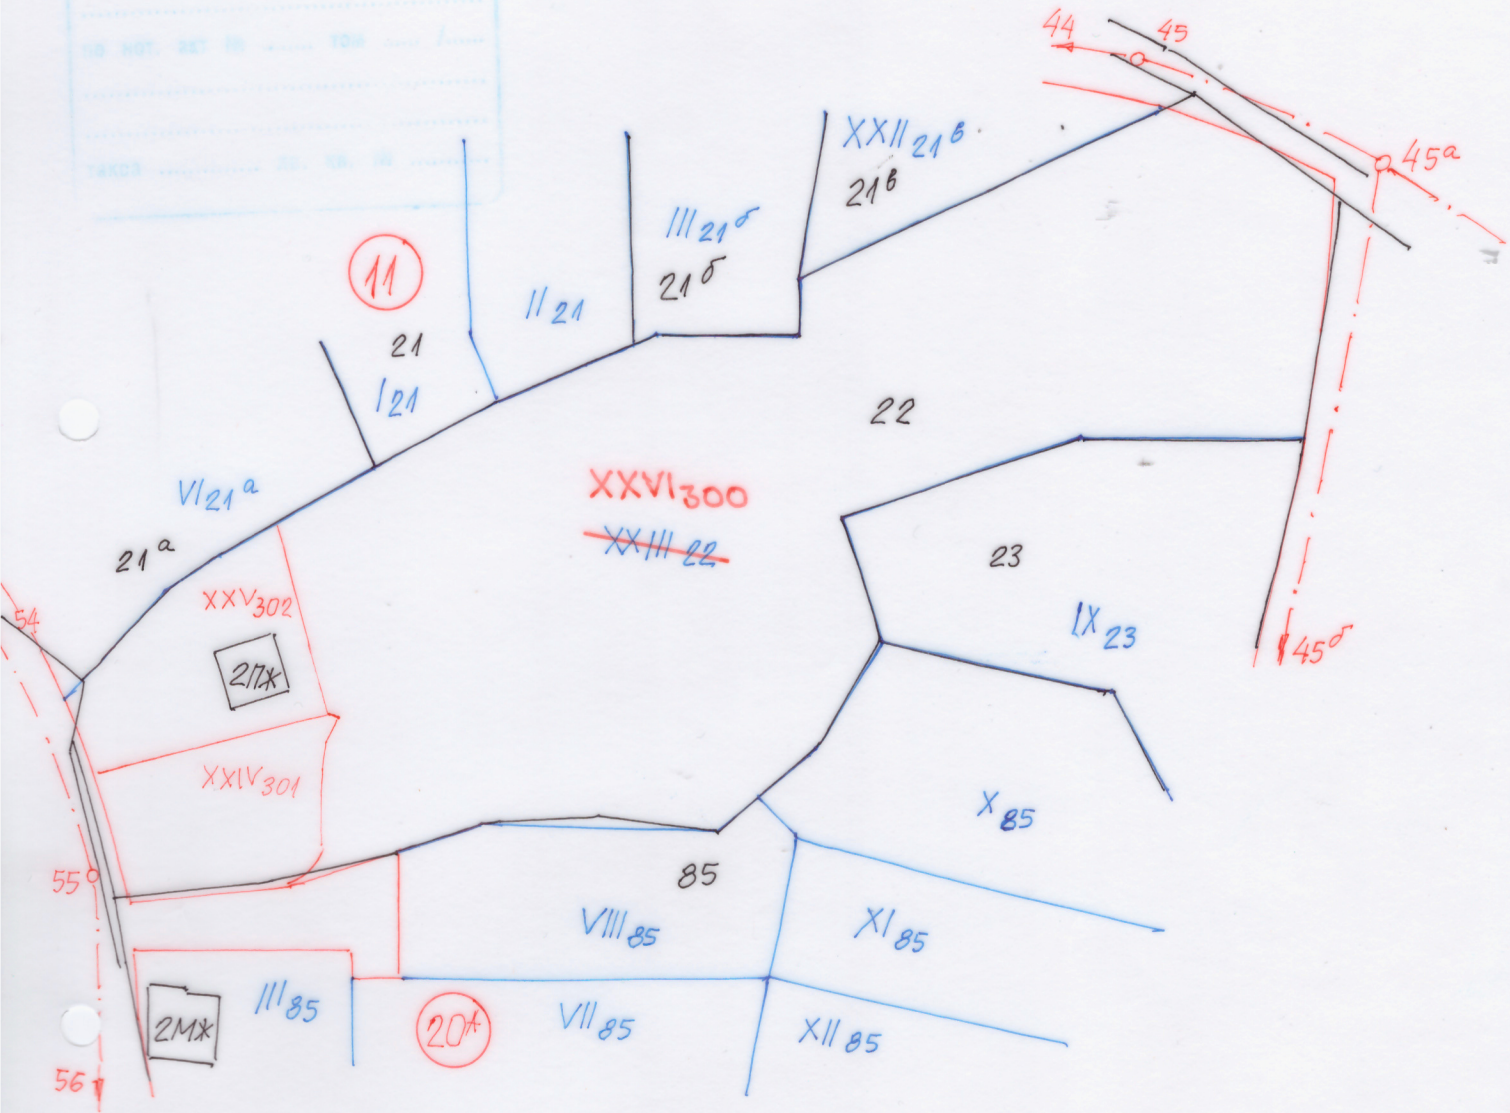 44
45
45а
XXII 21в
21в
III 21б
21б
11
II 21
21
I 21
22
VI 21а
XXVI 300
XXIII 22
21а
23
XXV 302
54
IX 23
45б
2ПЖ
XXIV 301
X 85
55
85
VIII 85
XI 85
III 85
20А
VII 85
XII 85
2МЖ
56